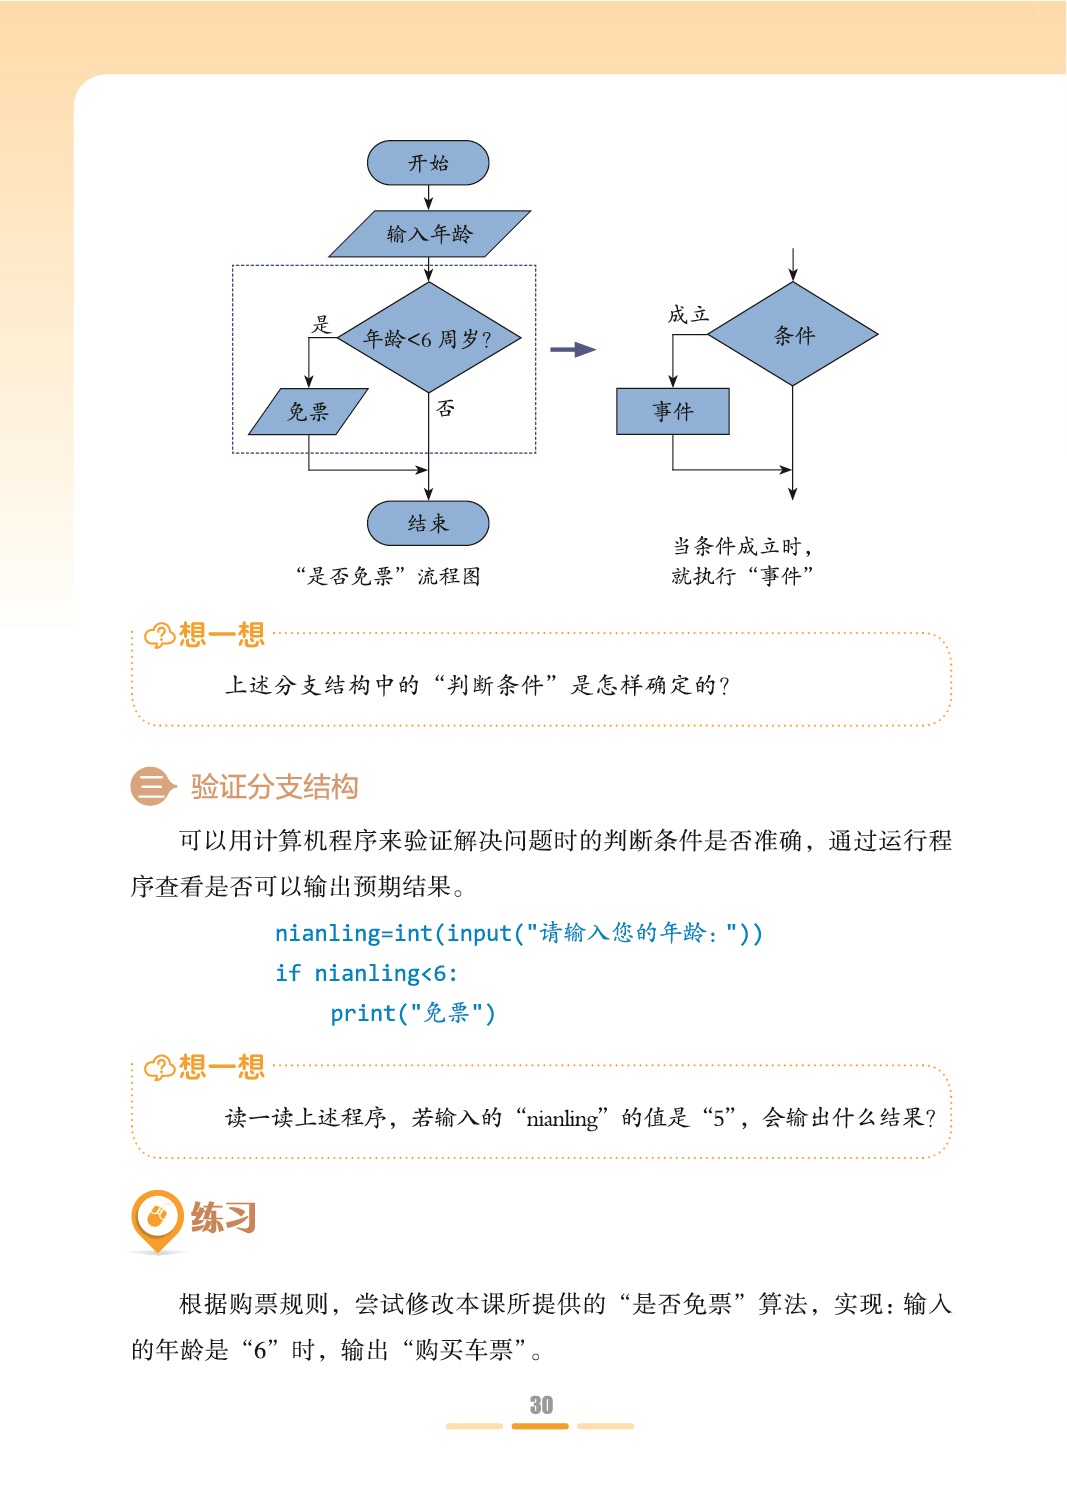 开始
输入年龄
是
年龄<6 周岁？
免票
否
结束
“是否免票”流程图
成立
条件
事件
当条件成立时，
就执行“事件”
想一想
上述分支结构中的“判断条件”是怎样确定的？
三 验证分支结构
可以用计算机程序来验证解决问题时的判断条件是否准确，通过运行程
序查看是否可以输出预期结果。
nianling=int(input("请输入您的年龄："))
if nianling<6:
print("免票")
想一想
读一读上述程序，若输入的“nianling”的值是“5”，会输出什么结果？
练习
根据购票规则，尝试修改本课所提供的“是否免票”算法，实现：输入
的年龄是“6”时，输出“购买车票”。
30